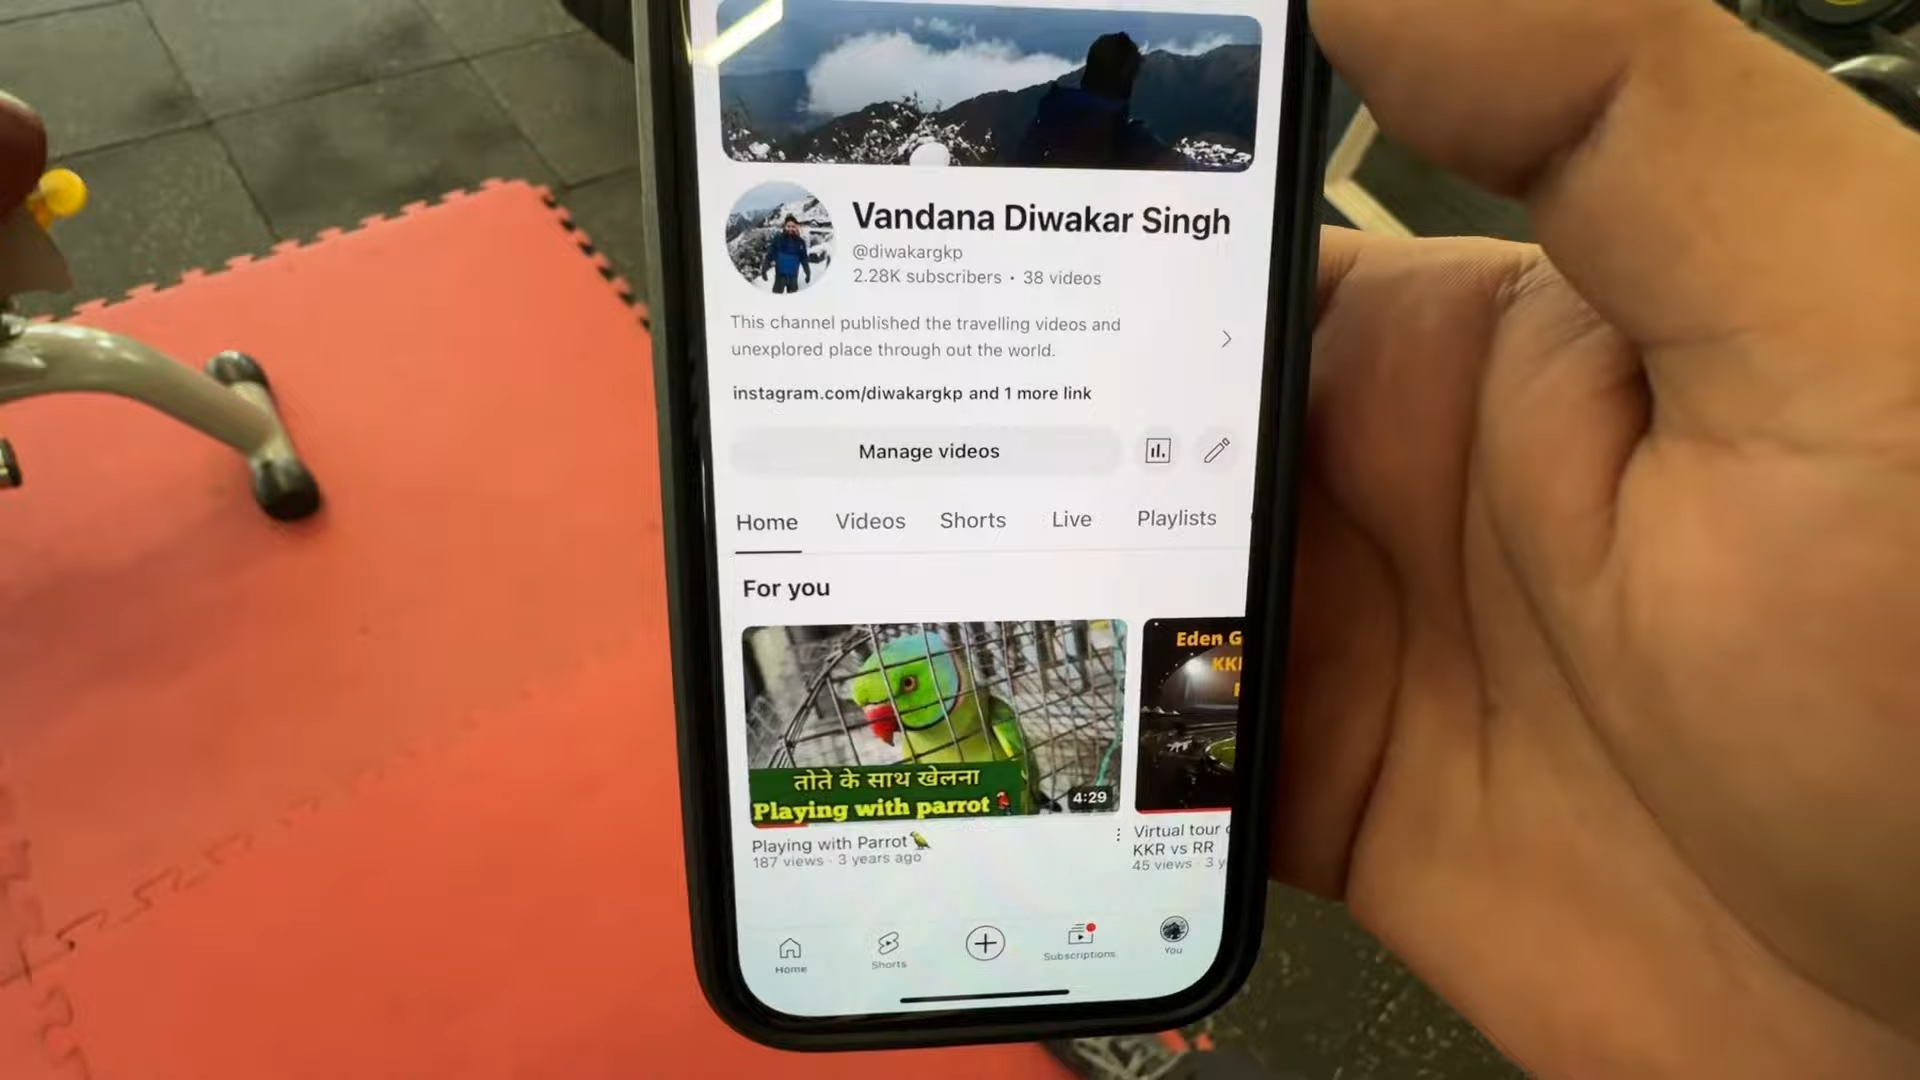 Vandana Diwakar Singh
@diwakargkp
2.28K subscribers • 38 videos
This channel published the travelling videos and
unexplored place through out the world.
instagram.com/diwakargkp and 1 more link
Manage videos
Home Videos Shorts Live Playlists
For you
तोते के साथ खेलना
Playing with parrot
4:29
Playing with Parrot🦜
187 views · 3 years ago
Eden G
KK
Virtual tour
KKR vs RR
45 views · 3 y
Home
Shorts
Subscriptions
You